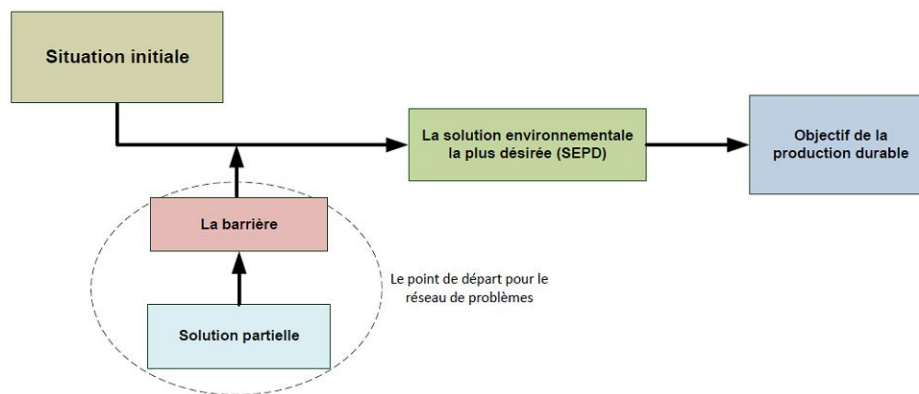 Situation initiale
La solution environnementale
la plus désirée (SEPD)
Objectif de la
production durable
La barrière
Le point de départ pour le
réseau de problèmes
Solution partielle